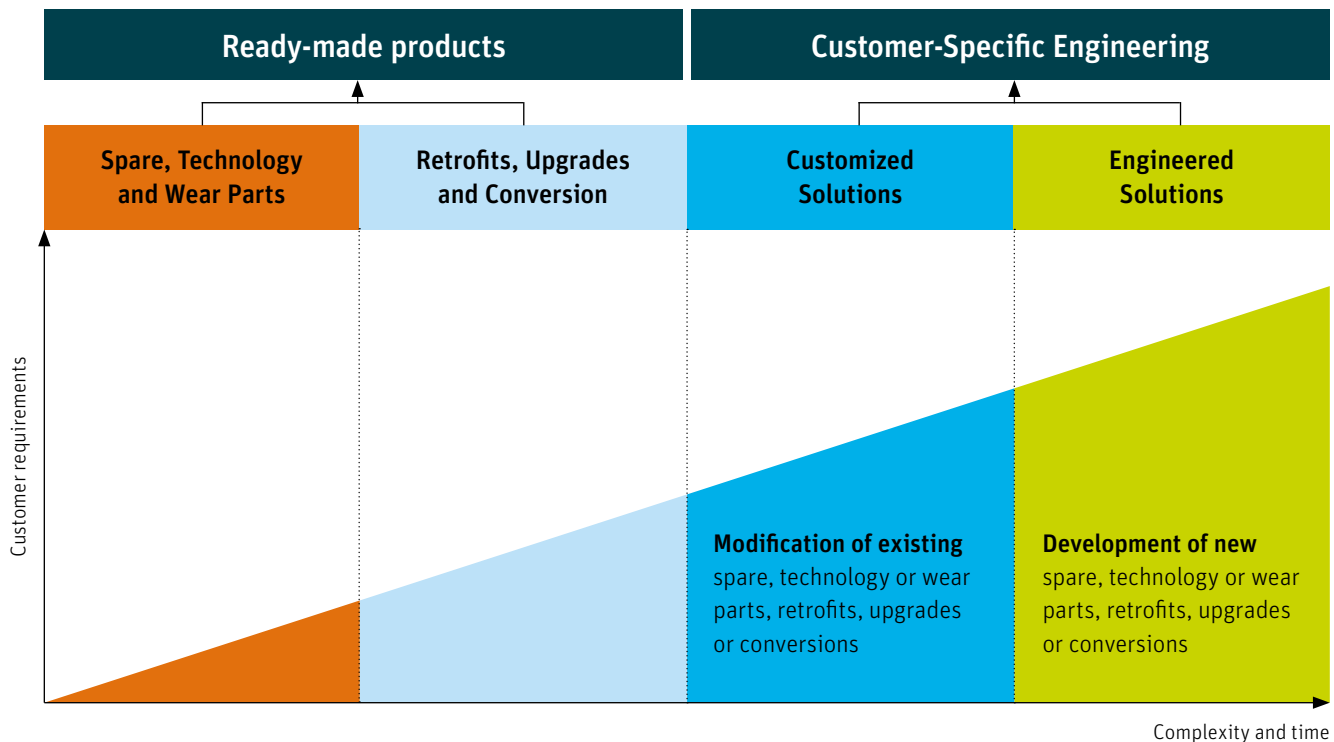 Ready-made products
Customer-Specific Engineering
Spare, Technology
and Wear Parts
Retrofits, Upgrades
and Conversion
Customized
Solutions
Engineered
Solutions
Customer requirements
Modification of existing
spare, technology or wear
parts, retrofits, upgrades
or conversions
Development of new
spare, technology or wear
parts, retrofits, upgrades
or conversions
Complexity and time